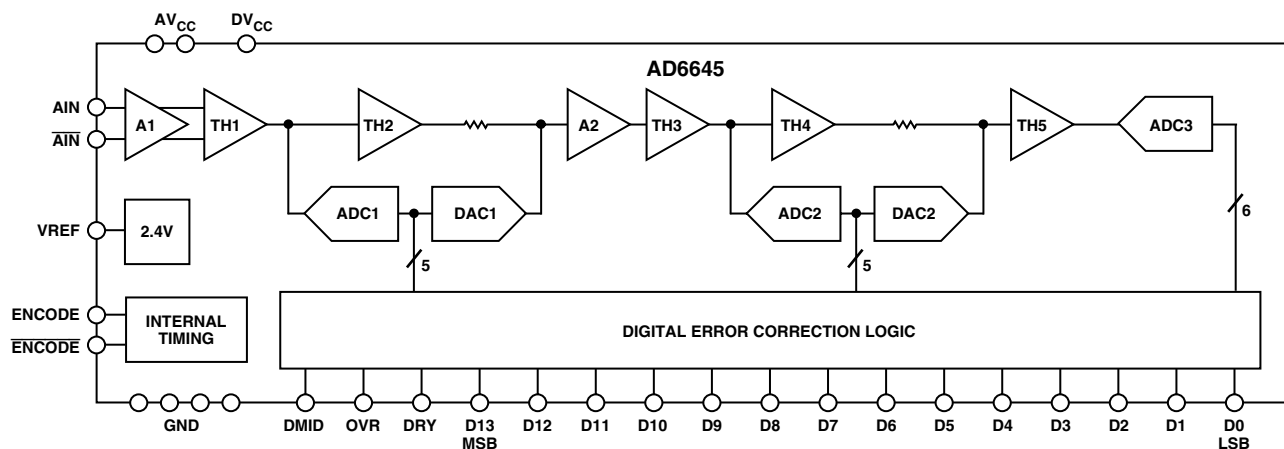 AVCC DVCC
AD6645
AIN
AIN
A1 TH1 TH2 A2 TH3 TH4 TH5 ADC3
ADC1 DAC1 ADC2 DAC2
VREF 2.4V
5 5 6
ENCODE
ENCODE
INTERNAL
TIMING
DIGITAL ERROR CORRECTION LOGIC
GND DMID OVR DRY D13 D12 D11 D10 D9 D8 D7 D6 D5 D4 D3 D2 D1 D0
MSB LSB